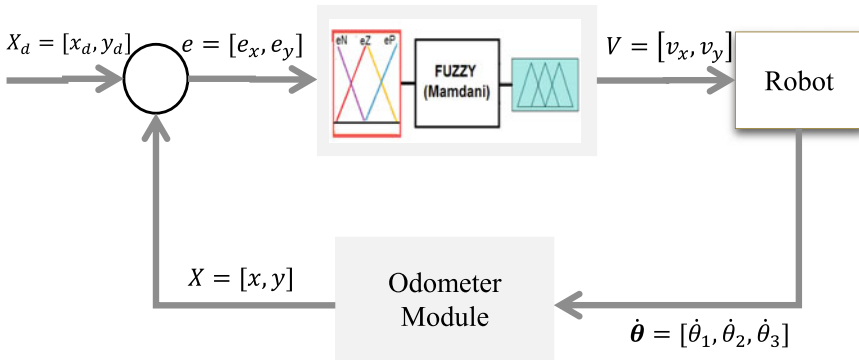 X_d = [x_d, y_d]
e = [e_x, e_y]
eN eZ eP
FUZZY
(Mamdani)
V = [v_x, v_y]
Robot
X = [x, y]
Odometer
Module
θ̇ = [θ̇_1, θ̇_2, θ̇_3]